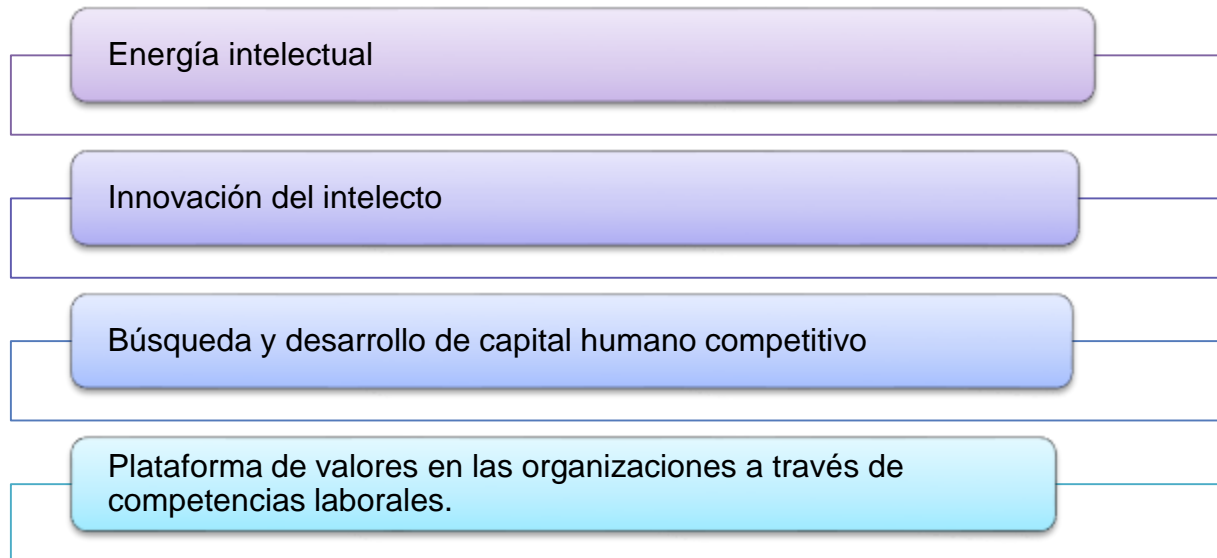 Energía intelectual
Innovación del intelecto
Búsqueda y desarrollo de capital humano competitivo
Plataforma de valores en las organizaciones a través de
competencias laborales.